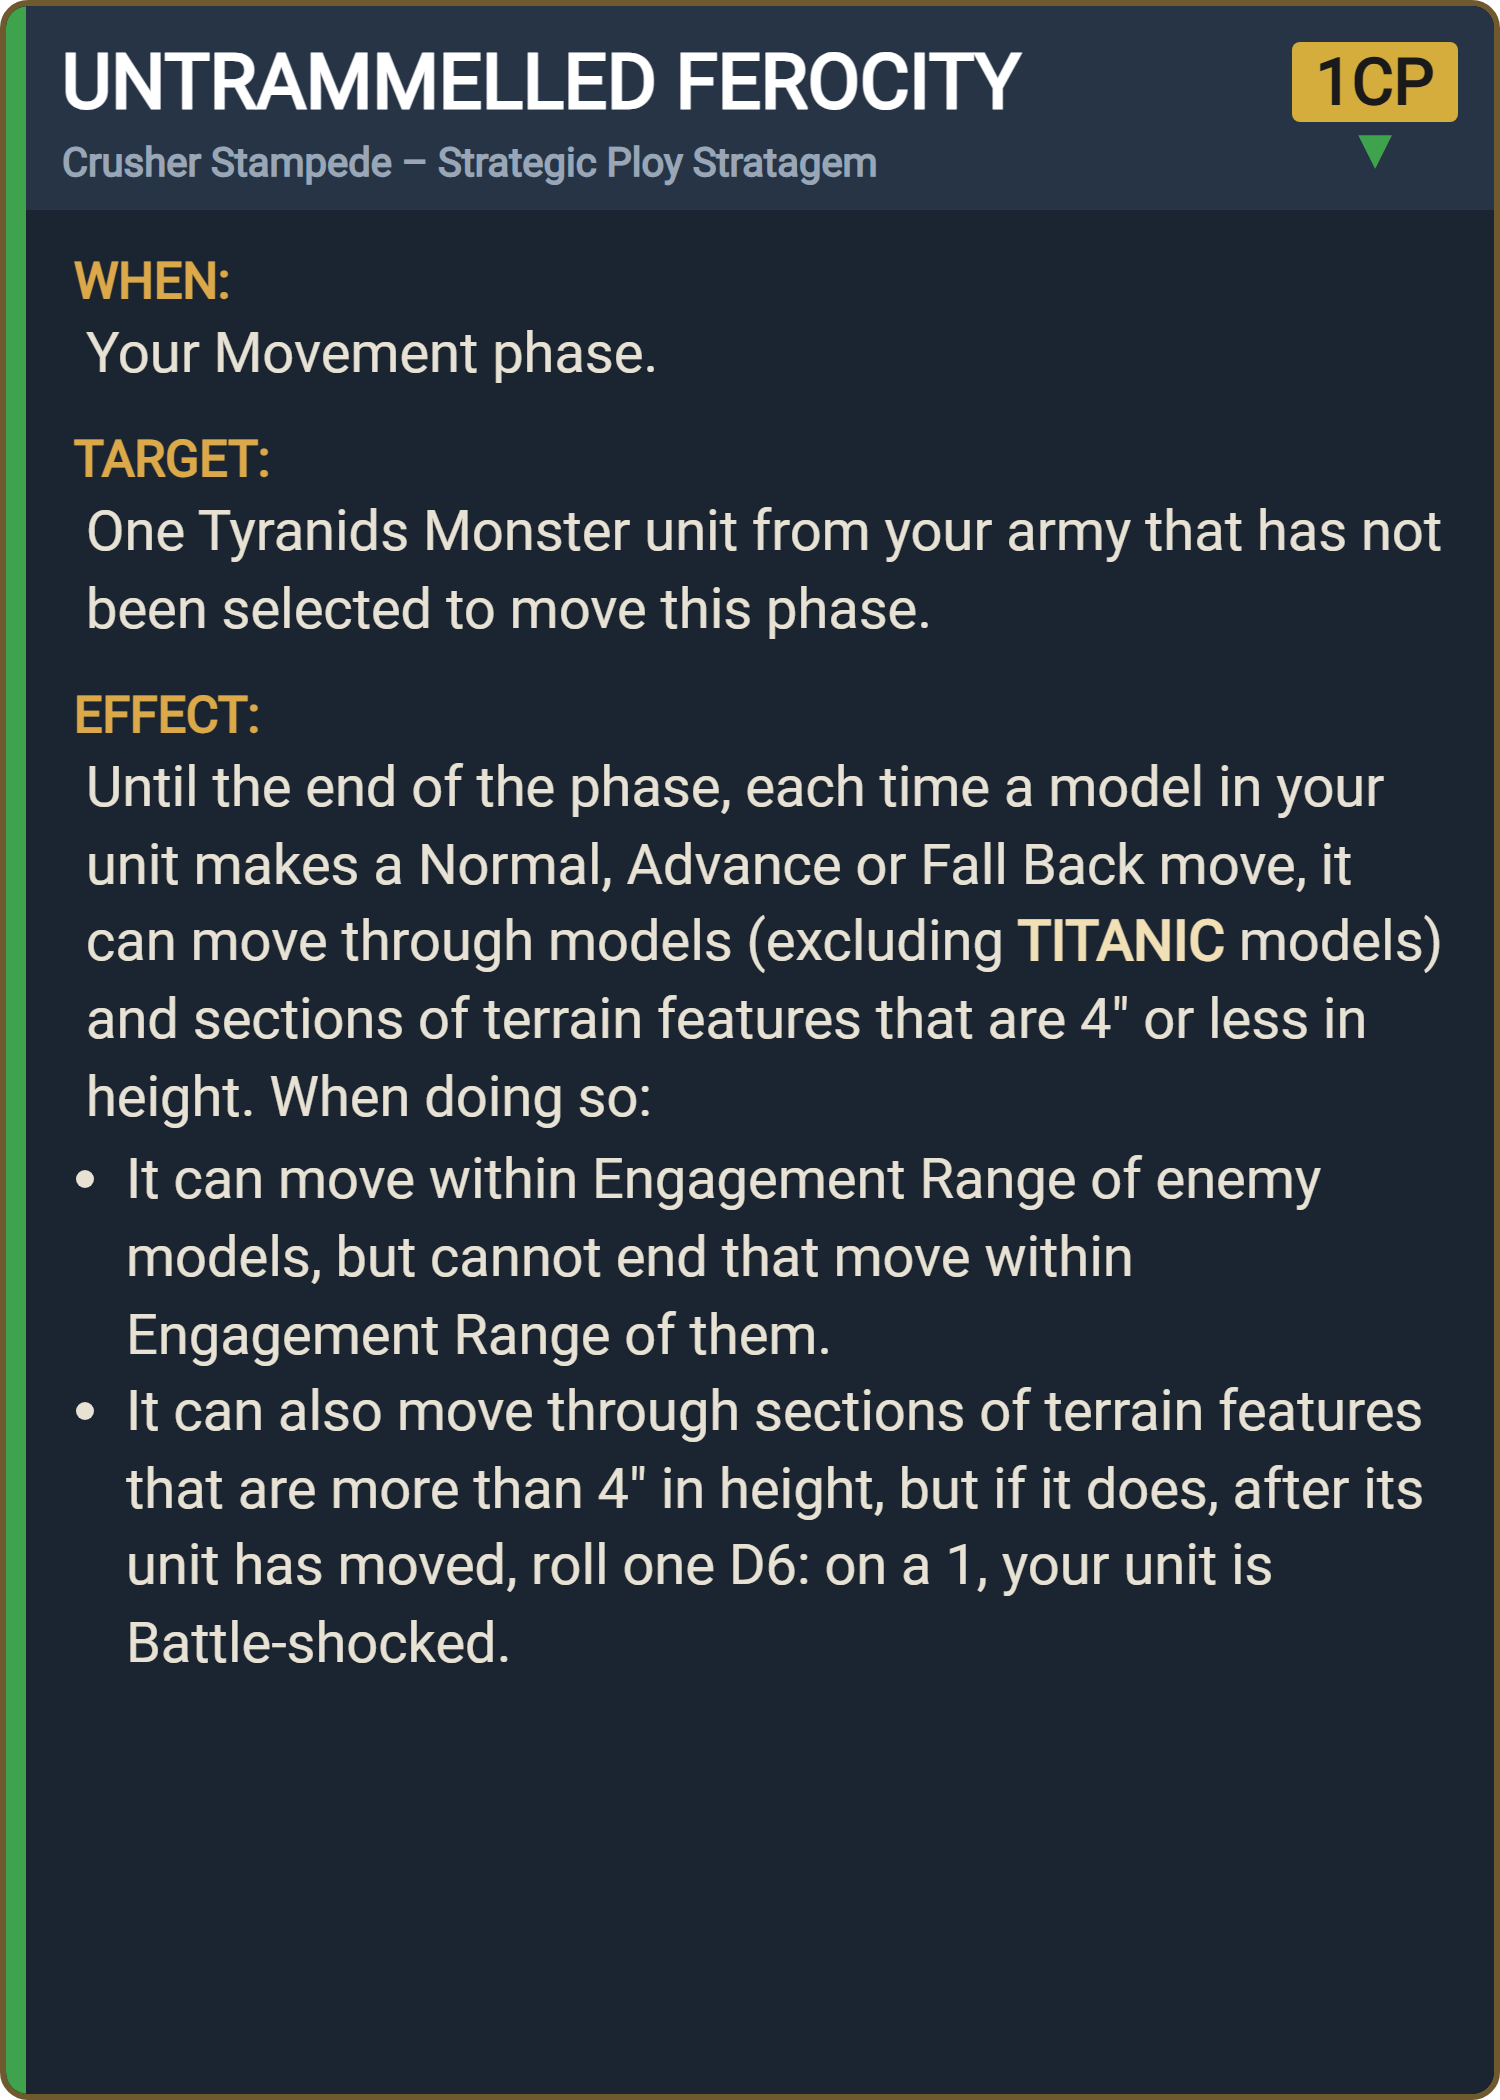 UNTRAMMELLED FEROCITY
1CP
Crusher Stampede – Strategic Ploy Stratagem
WHEN:
Your Movement phase.
TARGET:
One Tyranids Monster unit from your army that has not
been selected to move this phase.
EFFECT:
Until the end of the phase, each time a model in your
unit makes a Normal, Advance or Fall Back move, it
can move through models (excluding TITANIC models)
and sections of terrain features that are 4" or less in
height. When doing so:
• It can move within Engagement Range of enemy
models, but cannot end that move within
Engagement Range of them.
• It can also move through sections of terrain features
that are more than 4" in height, but if it does, after its
unit has moved, roll one D6: on a 1, your unit is
Battle-shocked.